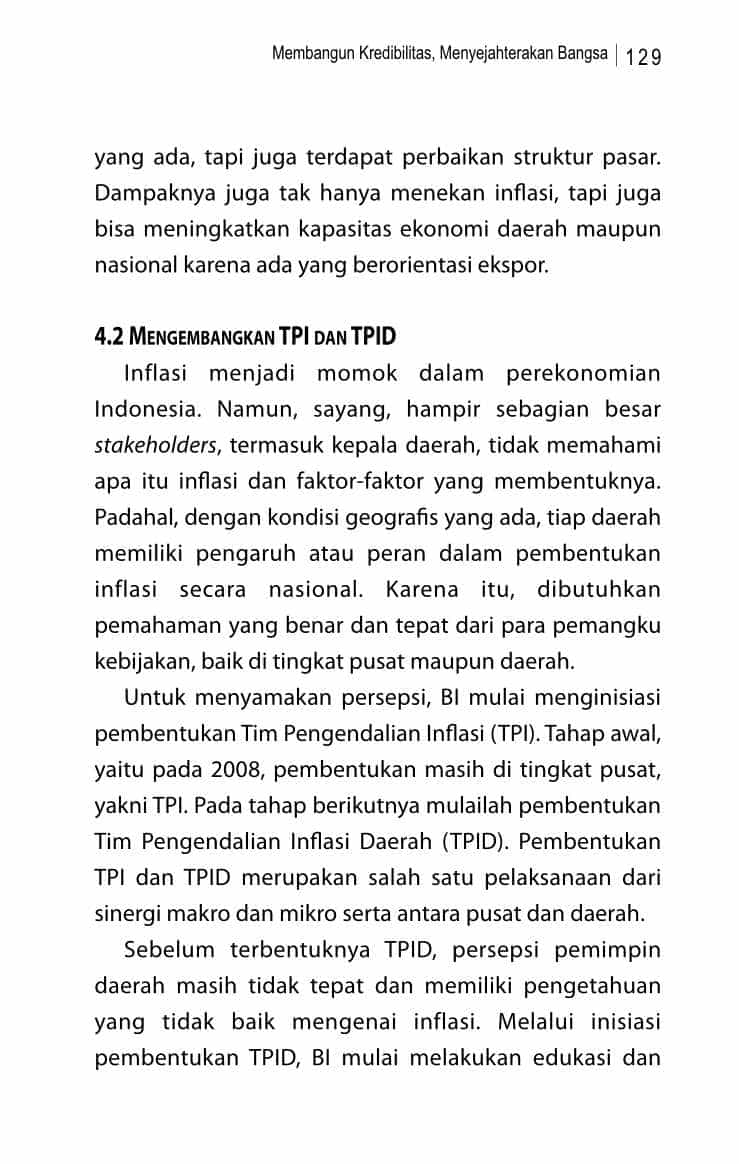 Membangun Kredibilitas, Menyejahterakan Bangsa | 129
yang ada, tapi juga terdapat perbaikan struktur pasar.
Dampaknya juga tak hanya menekan inflasi, tapi juga
bisa meningkatkan kapasitas ekonomi daerah maupun
nasional karena ada yang berorientasi ekspor.
4.2 MENGEMBANGKAN TPI DAN TPID
Inflasi menjadi momok dalam perekonomian
Indonesia. Namun, sayang, hampir sebagian besar
stakeholders, termasuk kepala daerah, tidak memahami
apa itu inflasi dan faktor-faktor yang membentuknya.
Padahal, dengan kondisi geografis yang ada, tiap daerah
memiliki pengaruh atau peran dalam pembentukan
inflasi secara nasional. Karena itu, dibutuhkan
pemahaman yang benar dan tepat dari para pemangku
kebijakan, baik di tingkat pusat maupun daerah.
Untuk menyamakan persepsi, BI mulai menginisiasi
pembentukan Tim Pengendalian Inflasi (TPI). Tahap awal,
yaitu pada 2008, pembentukan masih di tingkat pusat,
yakni TPI. Pada tahap berikutnya mulailah pembentukan
Tim Pengendalian Inflasi Daerah (TPID). Pembentukan
TPI dan TPID merupakan salah satu pelaksanaan dari
sinergi makro dan mikro serta antara pusat dan daerah.
Sebelum terbentuknya TPID, persepsi pemimpin
daerah masih tidak tepat dan memiliki pengetahuan
yang tidak baik mengenai inflasi. Melalui inisiasi
pembentukan TPID, BI mulai melakukan edukasi dan